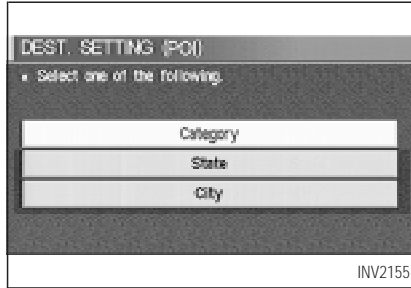 DEST. SETTING (POI)
Select one of the following.
Category
State
City
INV2155